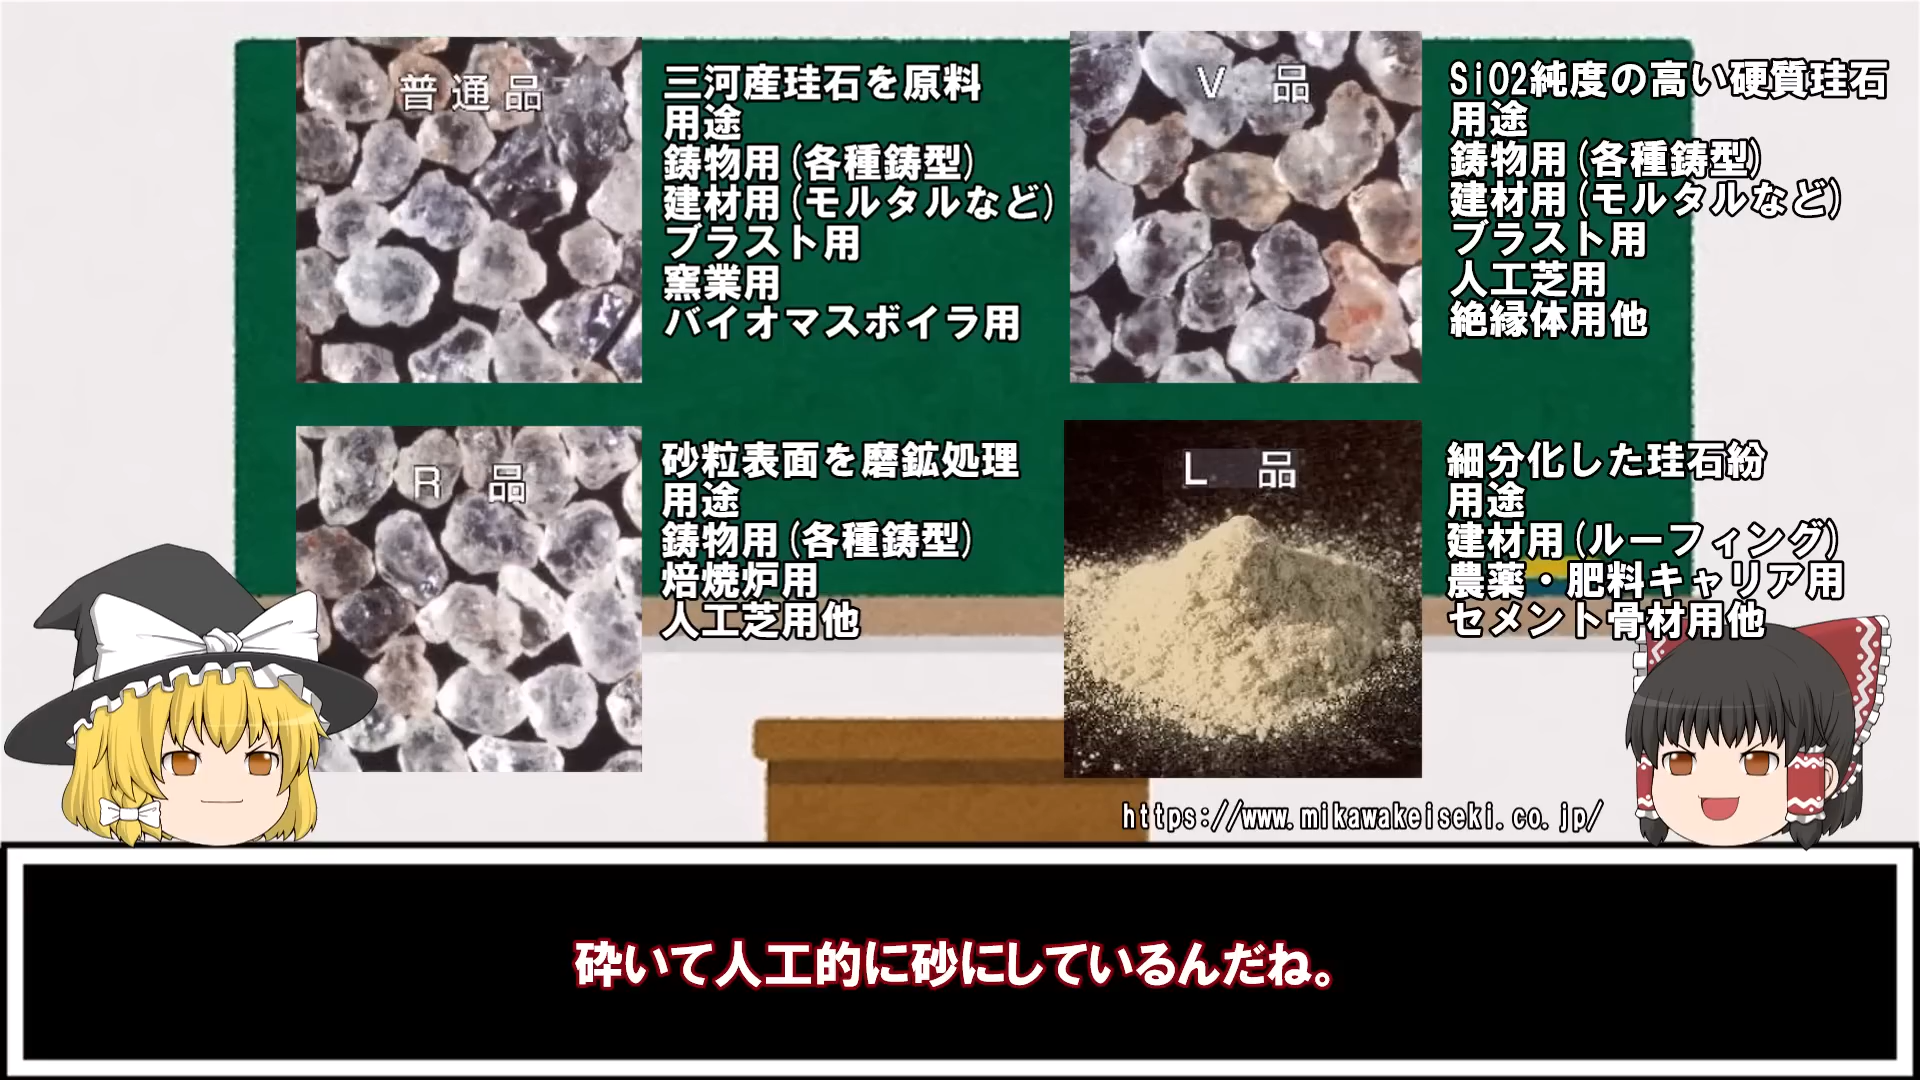 普通品
三河産珪石を原料
用途
鋳物用(各種鋳型)
建材用(モルタルなど)
ブラスト用
窯業用
バイオマスボイラ用
V 品
SiO2純度の高い硬質珪石
用途
鋳物用(各種鋳型)
建材用(モルタルなど)
ブラスト用
人工芝用
絶縁体用他
R 品
砂粒表面を磨鉱処理
用途
鋳物用(各種鋳型)
焙焼炉用
人工芝用他
L 品
細分化した珪石紛
用途
建材用(ルーフィング)
農薬・肥料キャリア用
セメント骨材用他
https://www.mikawakeiseki.co.jp/
砕いて人工的に砂にしているんだね。